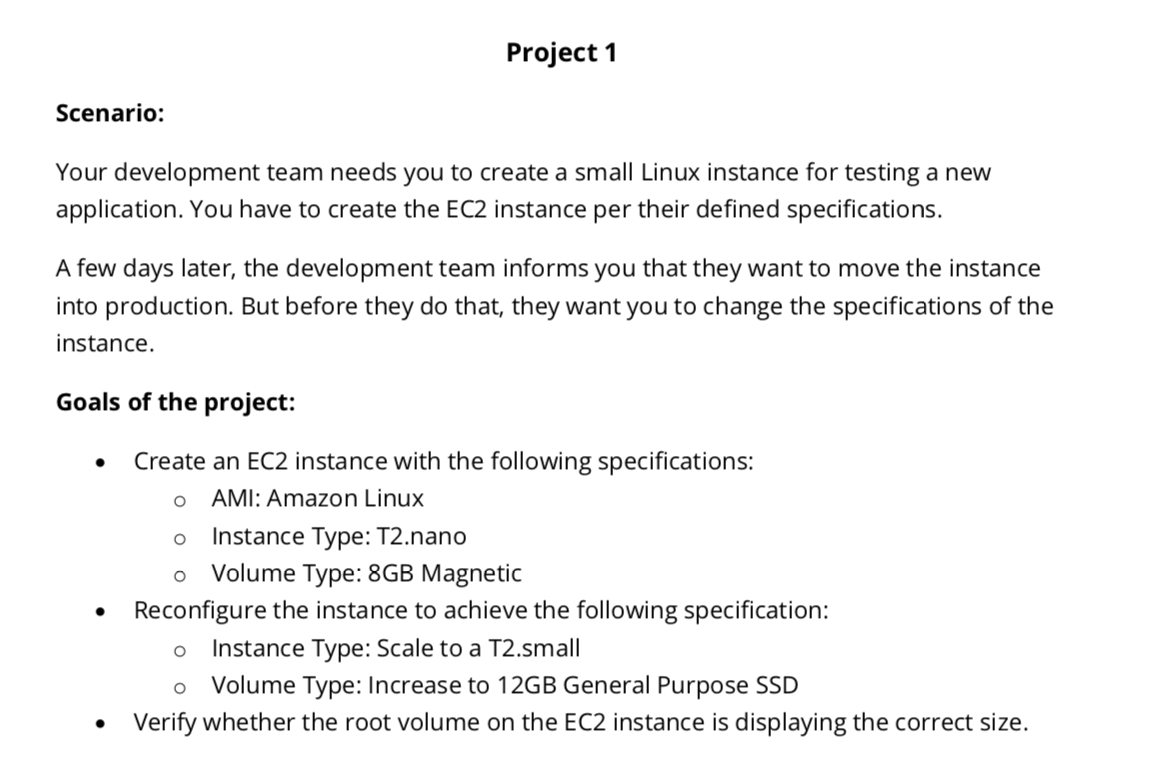 Project 1
Scenario:
Your development team needs you to create a small Linux instance for testing a new
application. You have to create the EC2 instance per their defined specifications.
A few days later, the development team informs you that they want to move the instance
into production. But before they do that, they want you to change the specifications of the
instance.
Goals of the project:
• Create an EC2 instance with the following specifications:
o AMI: Amazon Linux
o Instance Type: T2.nano
o Volume Type: 8GB Magnetic
• Reconfigure the instance to achieve the following specification:
o Instance Type: Scale to a T2.small
o Volume Type: Increase to 12GB General Purpose SSD
• Verify whether the root volume on the EC2 instance is displaying the correct size.